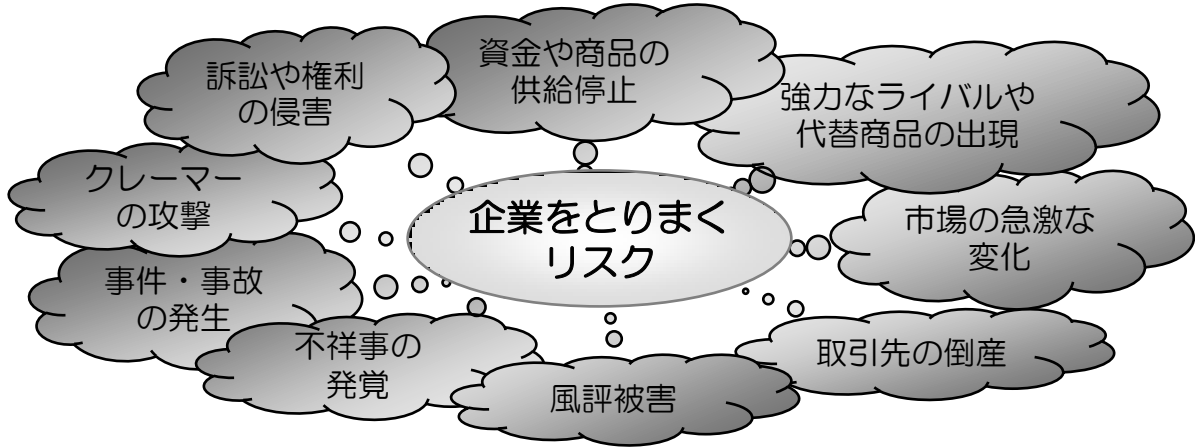 資金や商品の
供給停止
訴訟や権利
の侵害
強力なライバルや
代替商品の出現
クレーマー
の攻撃
企業をとりまく
リスク
市場の急激な
変化
事件・事故
の発生
不祥事の
発覚
風評被害
取引先の倒産